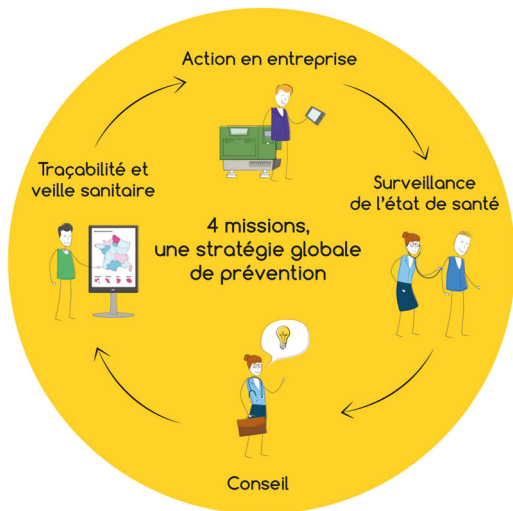 Action en entreprise
Traçabilité et
veille sanitaire
Surveillance
de l'état de santé
4 missions,
une stratégie globale
de prévention
Conseil